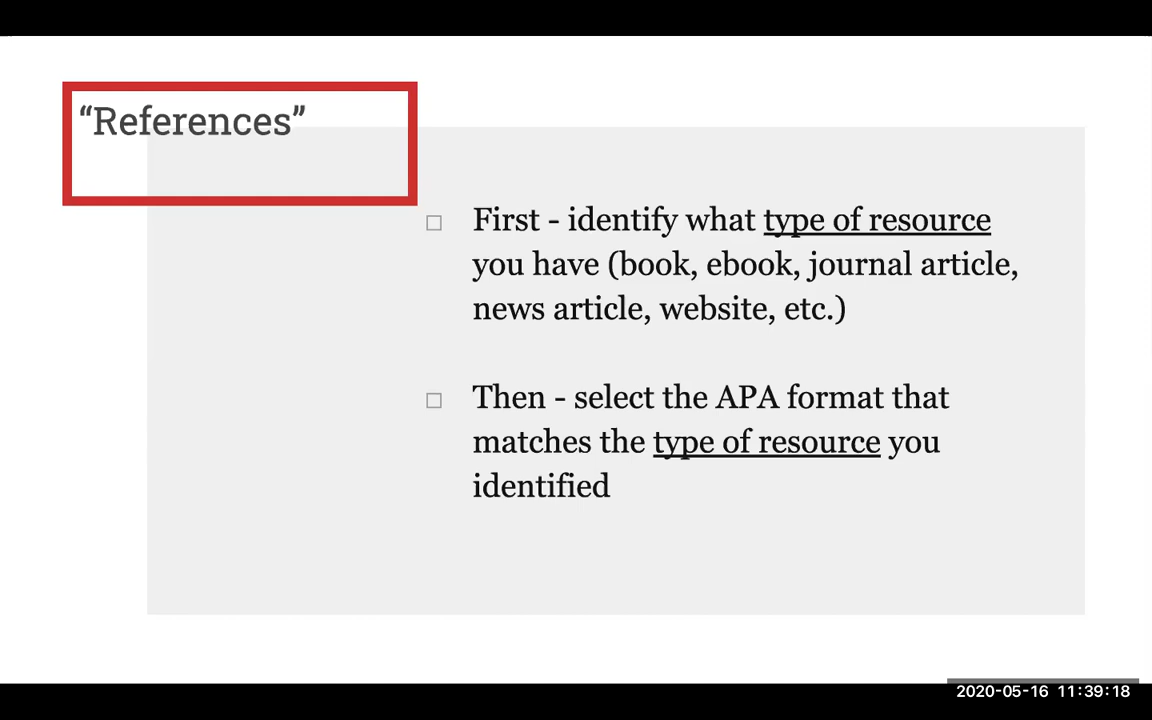 “References”
□ First - identify what type of resource
you have (book, ebook, journal article,
news article, website, etc.)
□ Then - select the APA format that
matches the type of resource you
identified
2020-05-16 11:39:18